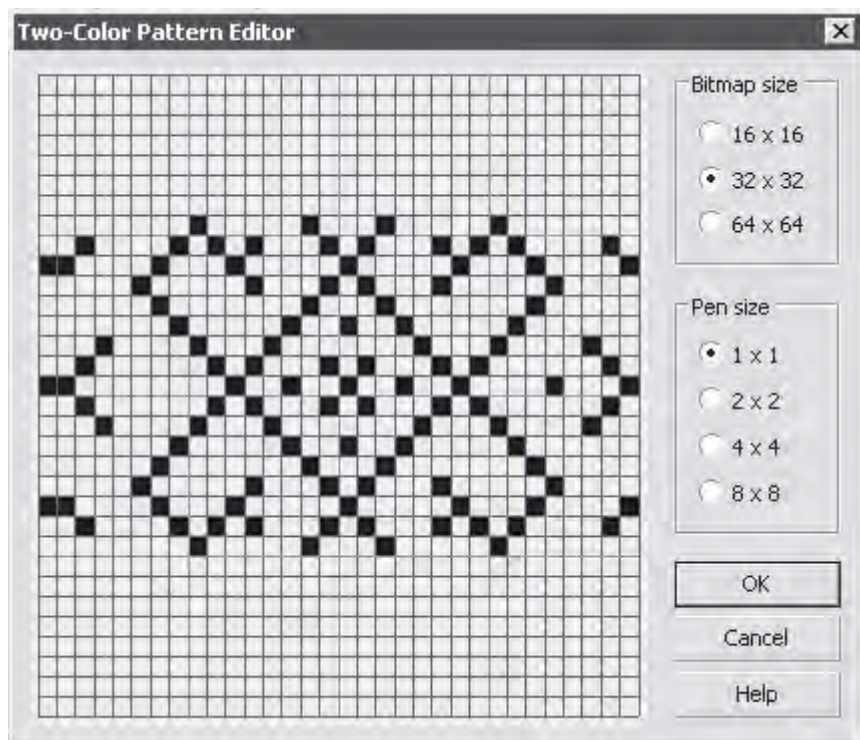 Two-Color Pattern Editor
Bitmap size
16 x 16
32 x 32
64 x 64
Pen size
1 x 1
2 x 2
4 x 4
8 x 8
OK
Cancel
Help